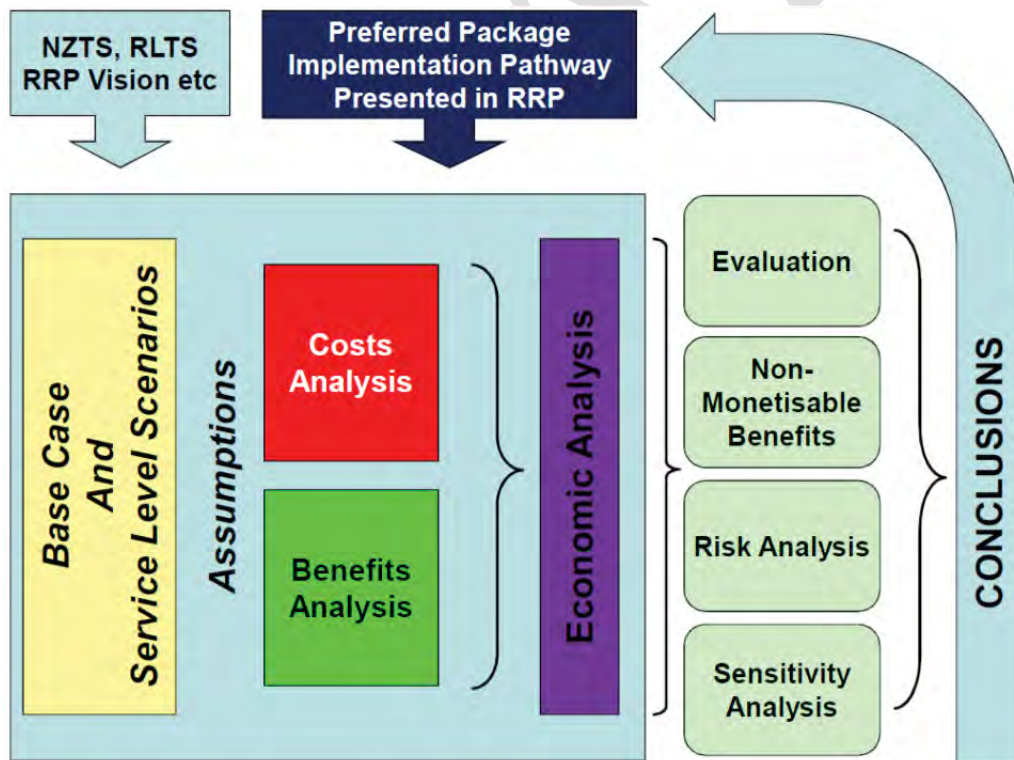 NZTS, RLTS
RRP Vision etc
Preferred Package
Implementation Pathway
Presented in RRP
Base Case
And
Service Level Scenarios
Assumptions
Costs
Analysis
Benefits
Analysis
Economic Analysis
Evaluation
Non-
Monetisable
Benefits
Risk Analysis
Sensitivity
Analysis
CONCLUSIONS